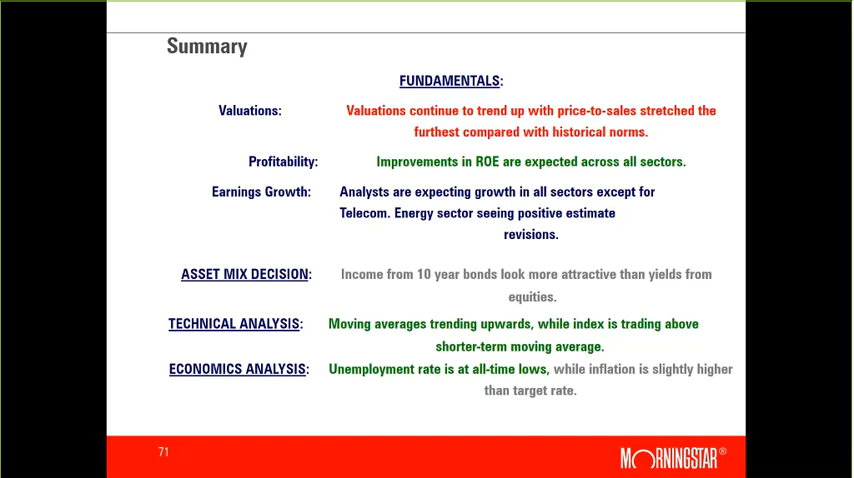 Summary
FUNDAMENTALS:
Valuations: Valuations continue to trend up with price-to-sales stretched the
furthest compared with historical norms.
Profitability: Improvements in ROE are expected across all sectors.
Earnings Growth: Analysts are expecting growth in all sectors except for
Telecom. Energy sector seeing positive estimate
revisions.
ASSET MIX DECISION: Income from 10 year bonds look more attractive than yields from
equities.
TECHNICAL ANALYSIS: Moving averages trending upwards, while index is trading above
shorter-term moving average.
ECONOMICS ANALYSIS: Unemployment rate is at all-time lows, while inflation is slightly higher
than target rate.
71
MORNINGSTAR®